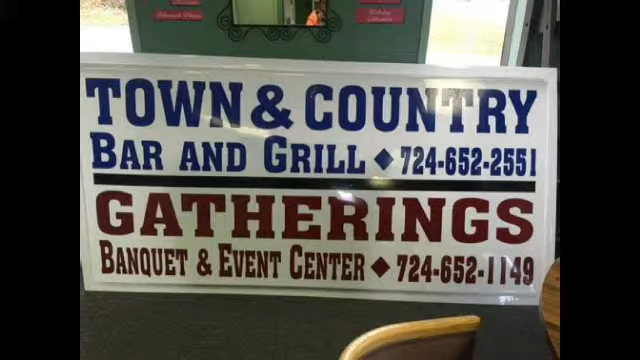 TOWN & COUNTRY
BAR AND GRILL ◆ 724-652-2551
GATHERINGS
BANQUET & EVENT CENTER ◆ 724-652-1149